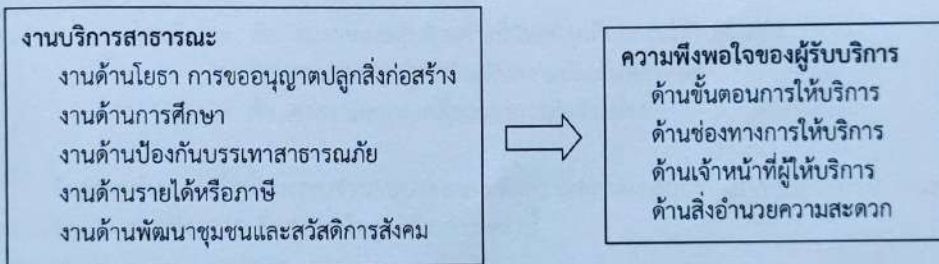 งานบริการสาธารณะ
งานด้านโยธา การขออนุญาตปลูกสิ่งก่อสร้าง
งานด้านการศึกษา
งานด้านป้องกันบรรเทาสาธารณภัย
งานด้านรายได้หรือภาษี
งานด้านพัฒนาชุมชนและสวัสดิการสังคม
ความพึงพอใจของผู้รับบริการ
ด้านขั้นตอนการให้บริการ
ด้านช่องทางการให้บริการ
ด้านเจ้าหน้าที่ผู้ให้บริการ
ด้านสิ่งอำนวยความสะดวก